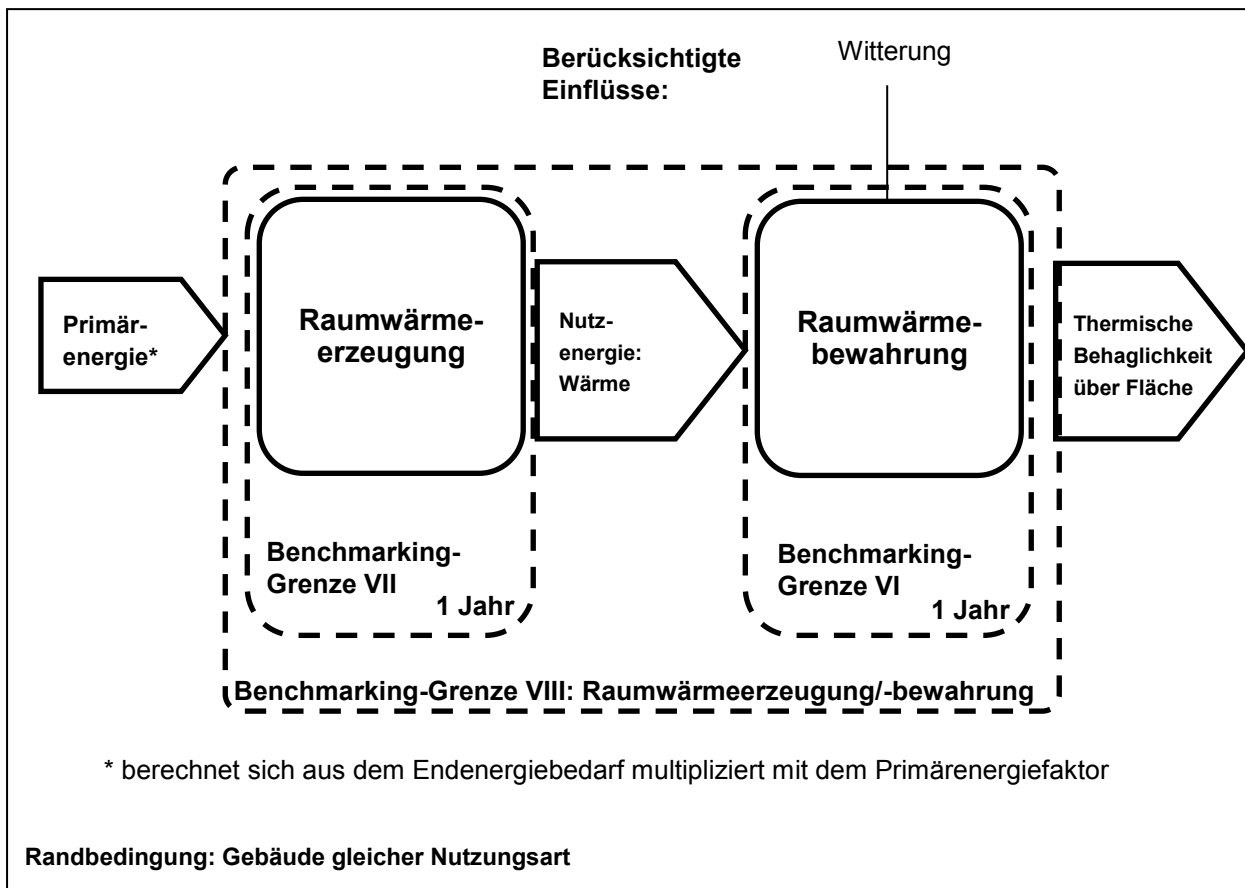 Berücksichtigte
Einflüsse:
Witterung
Primär-
energie*
Raumwärme-
erzeugung
Nutz-
energie:
Wärme
Raumwärme-
bewahrung
Thermische
Behaglichkeit
über Fläche
Benchmarking-
Grenze VII
1 Jahr
Benchmarking-
Grenze VI
1 Jahr
Benchmarking-Grenze VIII: Raumwärmeerzeugung/-bewahrung
* berechnet sich aus dem Endenergiebedarf multipliziert mit dem Primärenergiefaktor
Randbedingung: Gebäude gleicher Nutzungsart